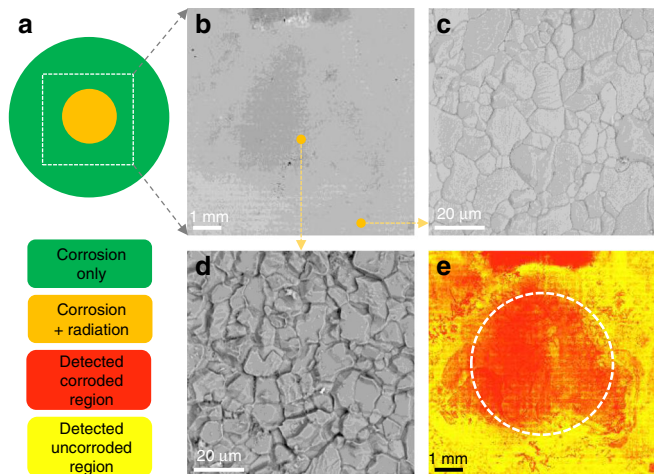 a
b
c
1 mm
20 μm
Corrosion
only
Corrosion
+ radiation
Detected
corroded
region
Detected
uncorroded
region
d
e
20 μm
1 mm